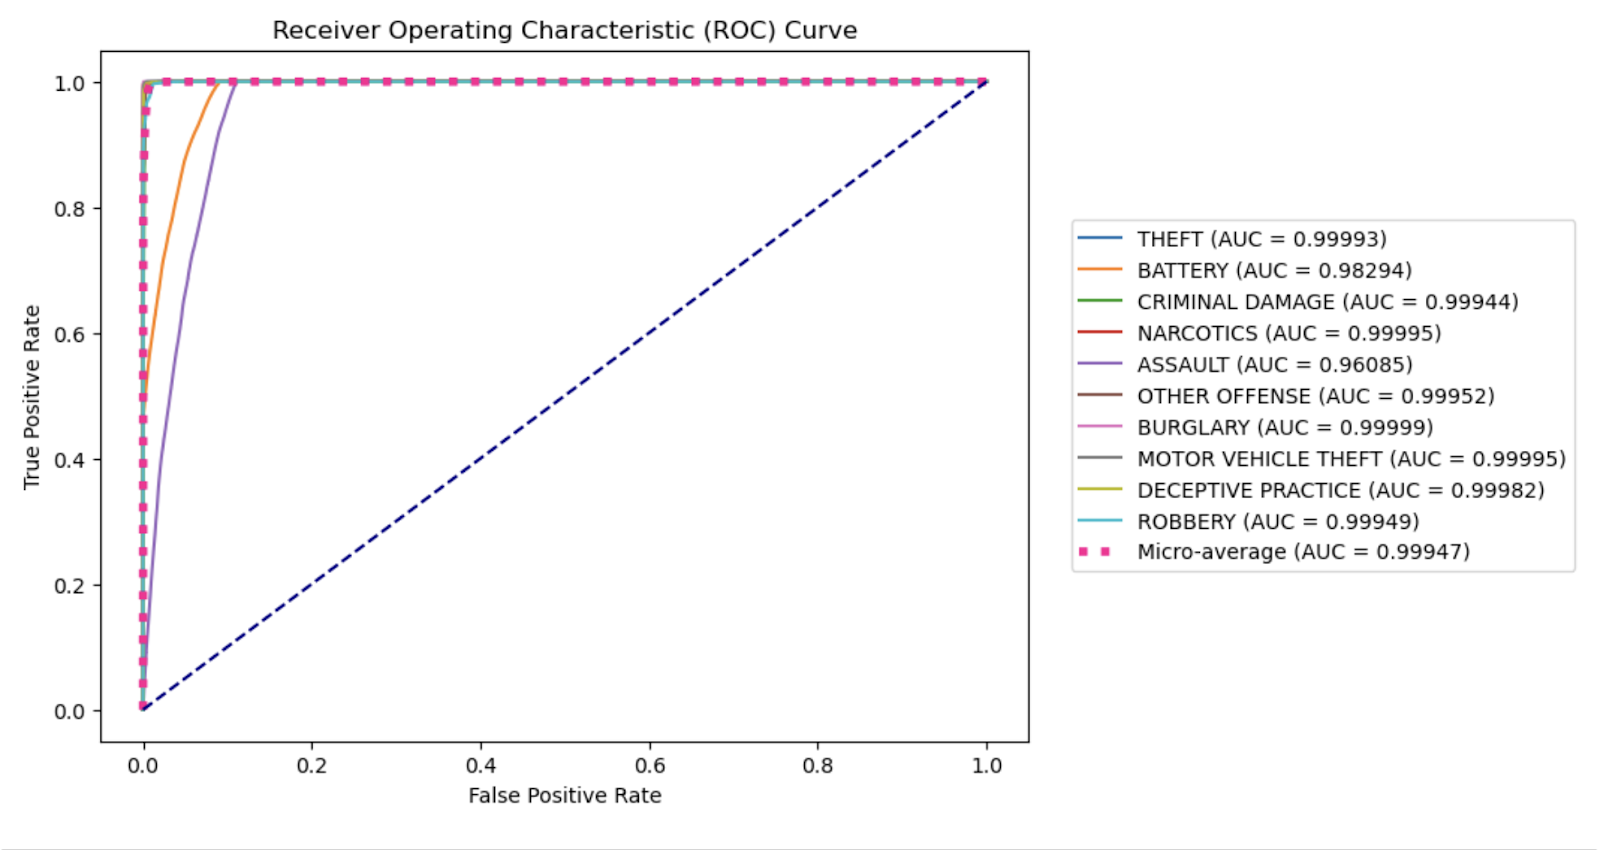 Receiver Operating Characteristic (ROC) Curve
1.0
0.8
0.6
0.4
0.2
0.0
True Positive Rate
0.0 0.2 0.4 0.6 0.8 1.0
False Positive Rate
THEFT (AUC = 0.99993)
BATTERY (AUC = 0.98294)
CRIMINAL DAMAGE (AUC = 0.99944)
NARCOTICS (AUC = 0.99995)
ASSAULT (AUC = 0.96085)
OTHER OFFENSE (AUC = 0.99952)
BURGLARY (AUC = 0.99999)
MOTOR VEHICLE THEFT (AUC = 0.99995)
DECEPTIVE PRACTICE (AUC = 0.99982)
ROBBERY (AUC = 0.99949)
Micro-average (AUC = 0.99947)